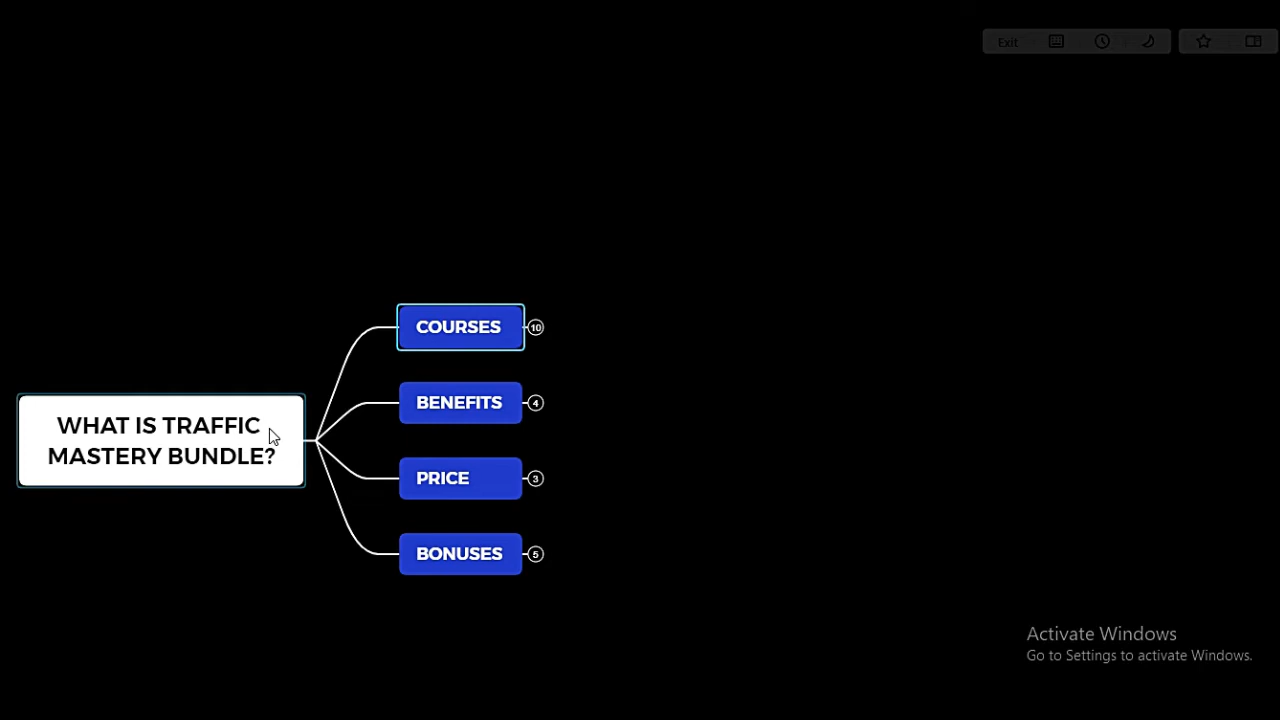 Exit
COURSES 10
WHAT IS TRAFFIC
MASTERY BUNDLE?
BENEFITS 4
PRICE 3
BONUSES 5
Activate Windows
Go to Settings to activate Windows.